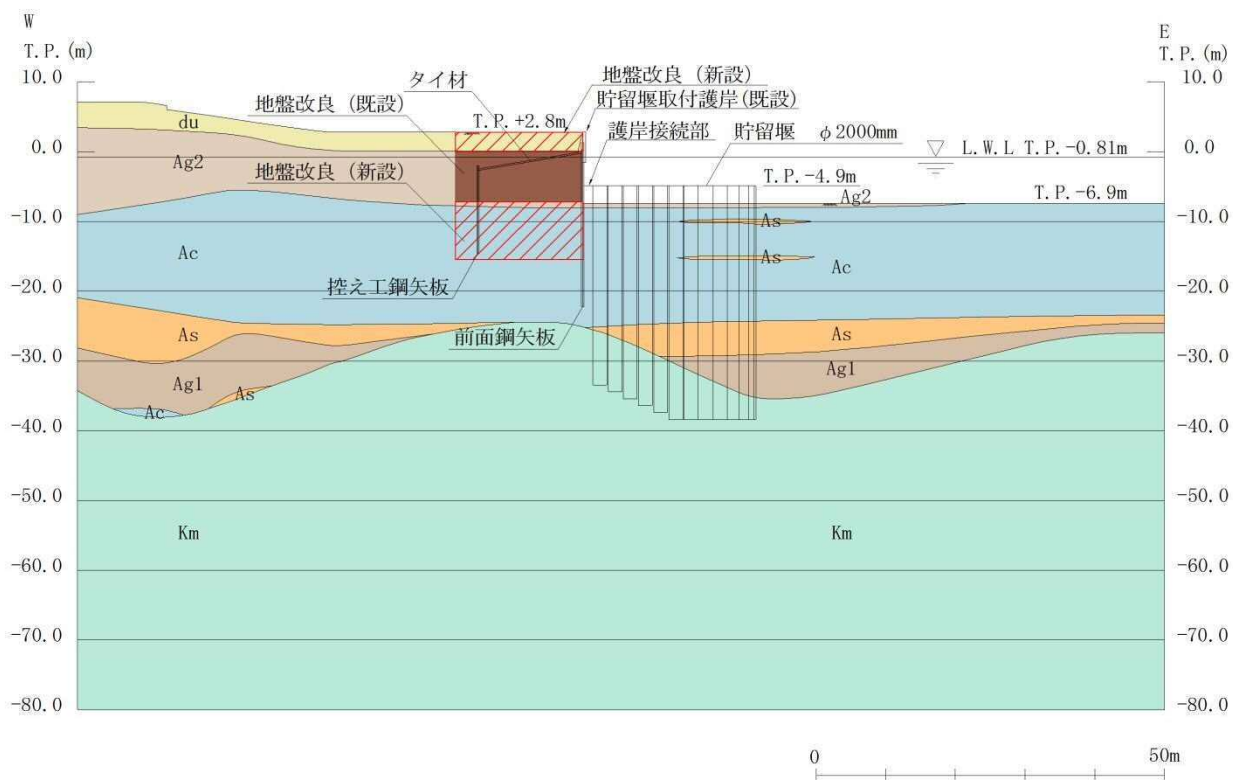 W
T.P.(m)
E
T.P.(m)
10.0
0.0
-10.0
-20.0
-30.0
-40.0
-50.0
-60.0
-70.0
-80.0
タイ材
地盤改良（新設）
地盤改良（既設）
貯留堰取付護岸(既設)
T.P.+2.8m
護岸接続部
貯留堰 φ2000mm
du
Ag2
地盤改良（新設）
L.W.L T.P.-0.81m
T.P.-4.9m
Ag2
T.P.-6.9m
As
Ac
As
Ac
控え工鋼矢板
前面鋼矢板
As
As
Ag1
Ag1
As
Ac
Km
Km
10.0
0.0
-10.0
-20.0
-30.0
-40.0
-50.0
-60.0
-70.0
-80.0
0
50m